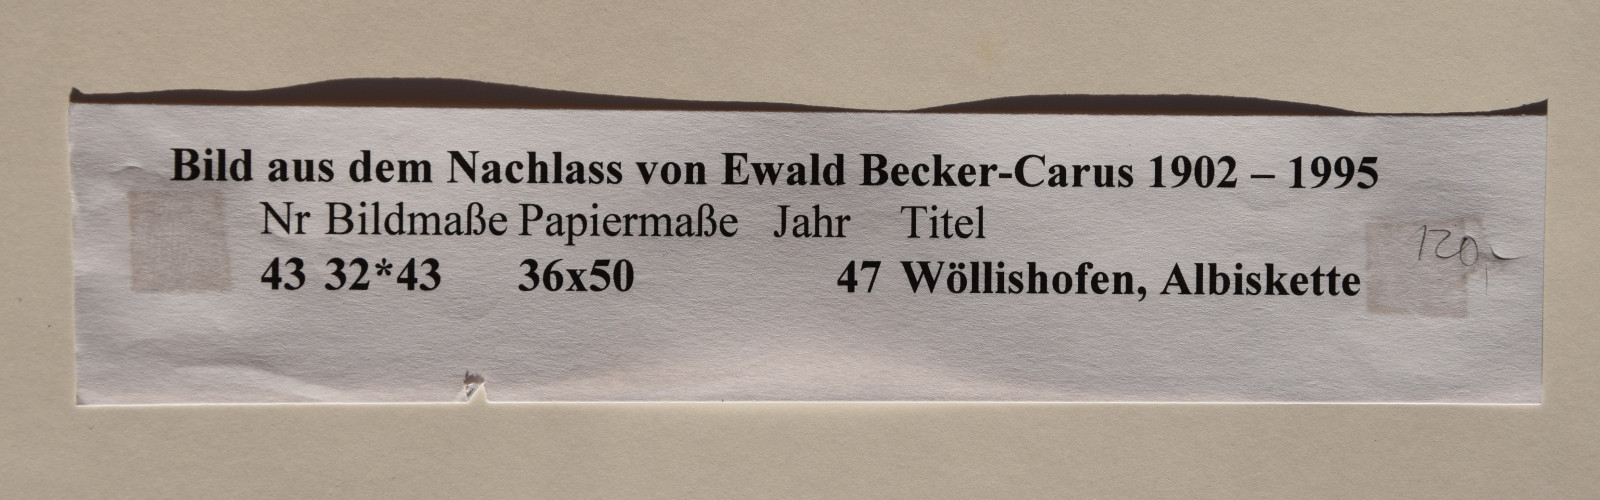 Bild aus dem Nachlass von Ewald Becker-Carus 1902 – 1995
Nr Bildmaße Papiermaße Jahr Titel
43 32*43 36x50 47 Wöllishofen, Albiskette
120,-